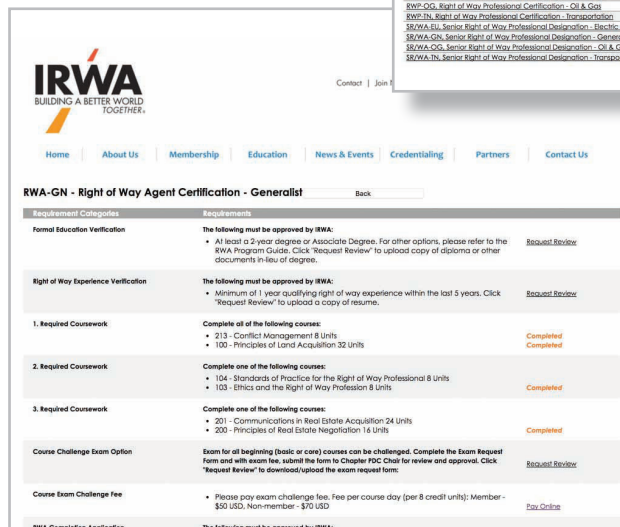 RWP-OG, Right of Way Professional Certification - Oil & Gas
RWP-TN, Right of Way Professional Certification - Transportation
SR/WA-EU, Senior Right of Way Professional Designation - Electric
SR/WA-GN, Senior Right of Way Professional Designation -
SR/WA-OG, Senior Right of Way Professional Designation - Oil &
SR/WA-TN, Senior Right of Way Professional Designation -
IRWA
BUILDING A BETTER WORLD
TOGETHER
Contact | Join
Home About Us Membership Education News & Events Credentialing Partners Contact Us
RWA-GN - Right of Way Agent Certification - Generalist Back
Requirement Categories Requirements
Formal Education Verification The following must be approved by IRWA:
• At least a 2-year degree or Associate Degree. For other options, please refer to the Request Review
RWA Program Guide. Click "Request Review" to upload copy of diploma or other
documents in-lieu of degree.
Right of Way Experience Verification The following must be approved by IRWA:
• Minimum of 1 year qualifying right of way experience within the last 5 years. Click Request Review
"Request Review" to upload a copy of resume.
1. Required Coursework Complete all of the following courses:
• 213 - Conflict Management 8 Units Completed
• 100 - Principles of Land Acquisition 32 Units Completed
2. Required Coursework Complete one of the following courses:
• 104 - Standards of Practice for the Right of Way Professional 8 Units
• 103 - Ethics and the Right of Way Profession 8 Units Completed
3. Required Coursework Complete one of the following courses:
• 201 - Communications in Real Estate Acquisition 24 Units
• 200 - Principles of Real Estate Negotiation 16 Units Completed
Course Challenge Exam Option Exam for all beginning (basic or core) courses can be challenged. Complete the Exam Request
Form and with exam fee, submit the form to Chapter PDC Chair for review and approval. Click Request Review
"Request Review" to download/upload the exam request form:
Course Exam Challenge Fee • Please pay exam challenge fee. Fee per course day (per 8 credit units): Member -
$50 USD, Non-member - $70 USD Pay Online
RWA Completion Application The following must be approved by IRWA: